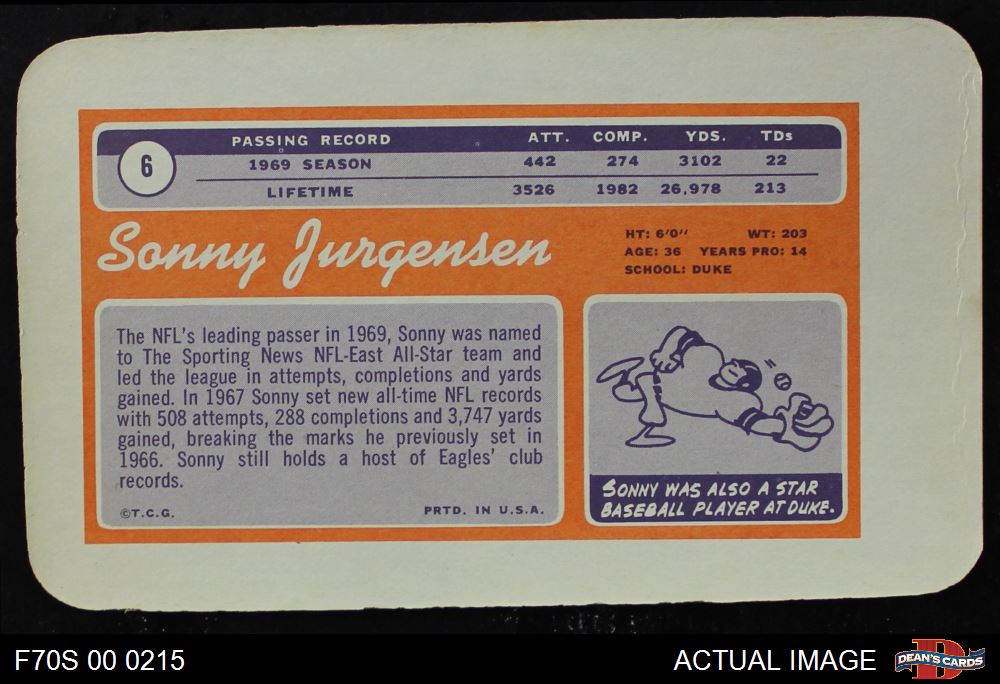 PASSING RECORD ATT. COMP. YDS. TDs
6
1969 SEASON 442 274 3102 22
LIFETIME 3526 1982 26,978 213
Sonny Jurgensen
HT: 6'0'' WT: 203
AGE: 36 YEARS PRO: 14
SCHOOL: DUKE
The NFL's leading passer in 1969, Sonny was named
to The Sporting News NFL-East All-Star team and
led the league in attempts, completions and yards
gained. In 1967 Sonny set new all-time NFL records
with 508 attempts, 288 completions and 3,747 yards
gained, breaking the marks he previously set in
1966. Sonny still holds a host of Eagles' club
records.
©T.C.G. PRTD. IN U.S.A.
SONNY WAS ALSO A STAR
BASEBALL PLAYER AT DUKE.
F70S 00 0215
ACTUAL IMAGE
D
DEAN'S CARDS